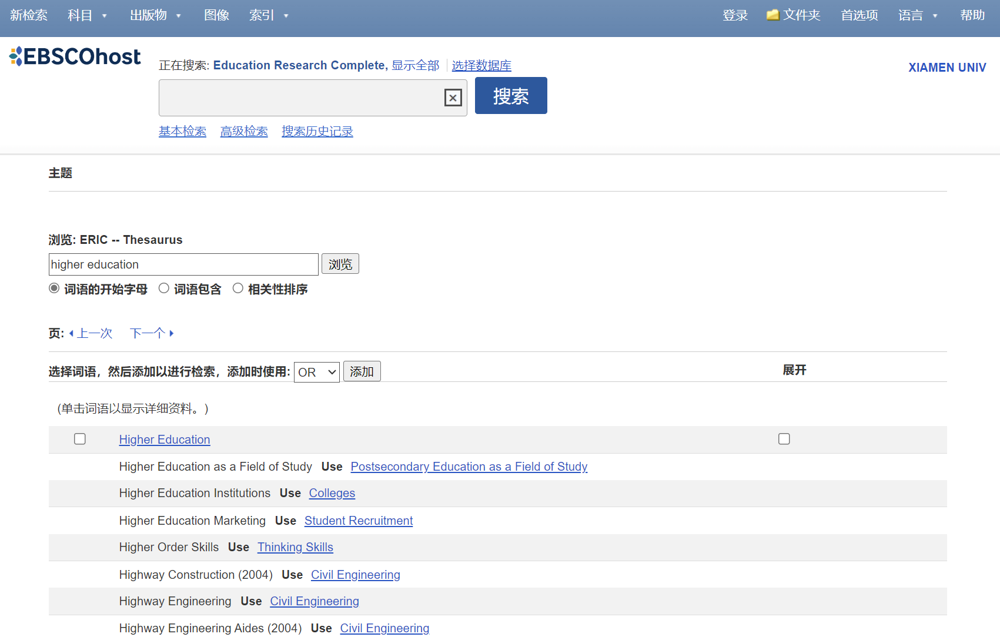 新检索 科目 出版物 图像 索引 登录 文件夹 首选项 语言 帮助
EBSCOhost
正在搜索: Education Research Complete, 显示全部 选择数据库
XIAMEN UNIV
搜索
基本检索 高级检索 搜索历史记录
主题
浏览: ERIC -- Thesaurus
higher education 浏览
词语的开始字母 词语包含 相关性排序
页: 上一次 下一个
选择词语，然后添加以进行检索，添加时使用: OR 添加 展开
(单击词语以显示详细资料。)
Higher Education
Higher Education as a Field of Study Use Postsecondary Education as a Field of Study
Higher Education Institutions Use Colleges
Higher Education Marketing Use Student Recruitment
Higher Order Skills Use Thinking Skills
Highway Construction (2004) Use Civil Engineering
Highway Engineering Use Civil Engineering
Highway Engineering Aides (2004) Use Civil Engineering